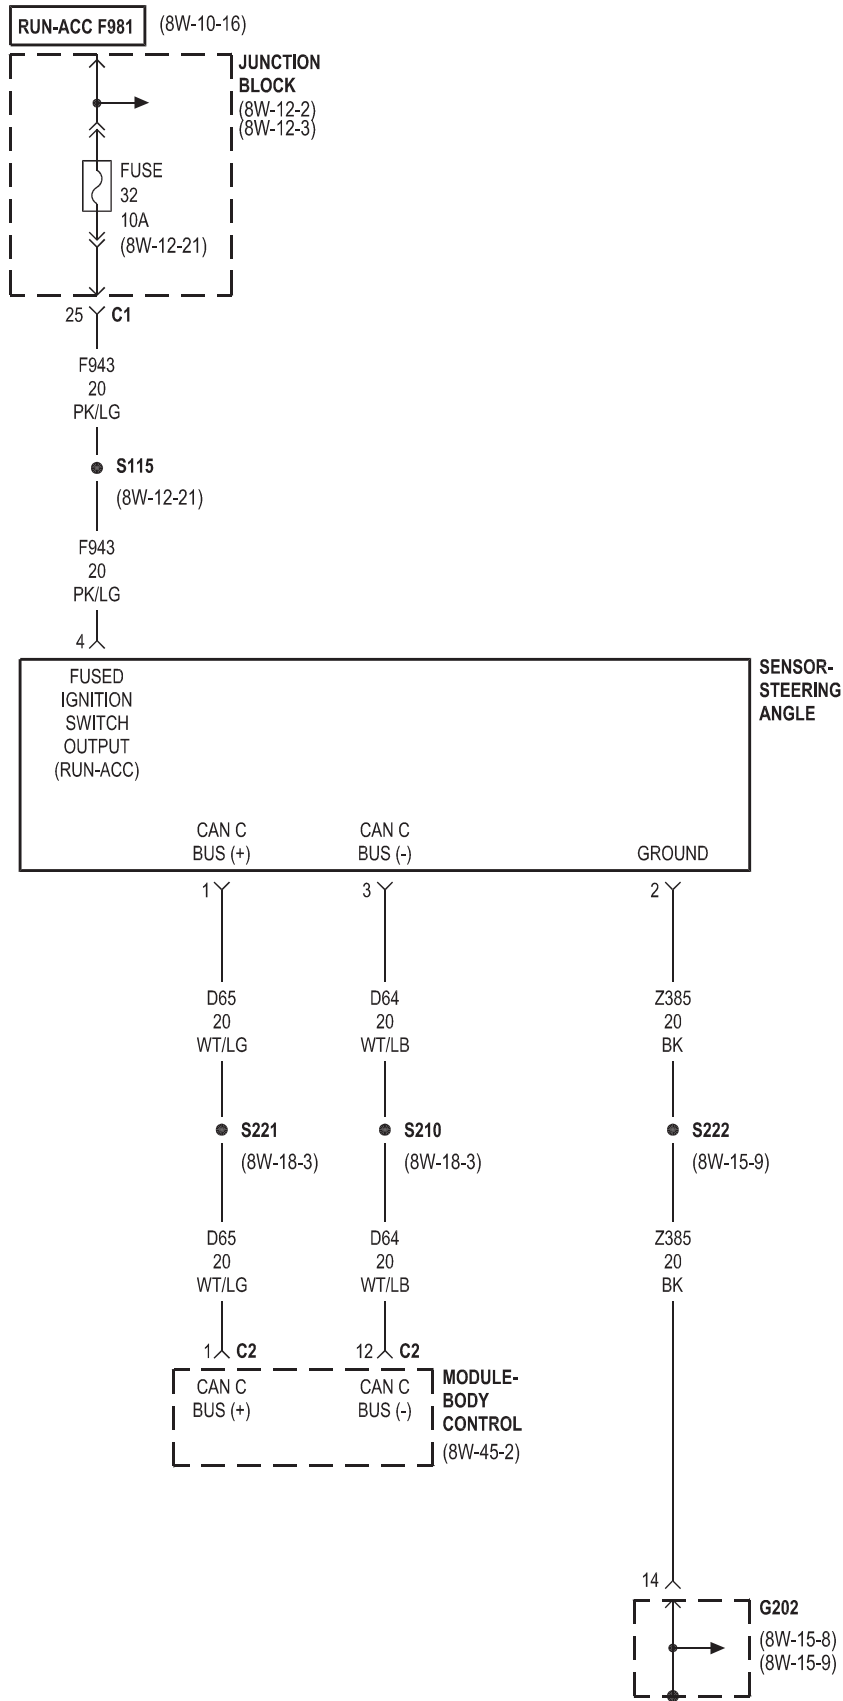 RUN-ACC F981 (8W-10-16)
JUNCTION
BLOCK
(8W-12-2)
(8W-12-3)
FUSE
32
10A
(8W-12-21)
25 C1
F943
20
PK/LG
S115
(8W-12-21)
F943
20
PK/LG
4
FUSED
IGNITION
SWITCH
OUTPUT
(RUN-ACC)
SENSOR-
STEERING
ANGLE
CAN C
BUS (+)
CAN C
BUS (-)
GROUND
1 3 2
D65
20
WT/LG
D64
20
WT/LB
Z385
20
BK
S221
(8W-18-3)
S210
(8W-18-3)
S222
(8W-15-9)
D65
20
WT/LG
D64
20
WT/LB
Z385
20
BK
1 C2
12 C2
CAN C
BUS (+)
CAN C
BUS (-)
MODULE-
BODY
CONTROL
(8W-45-2)
14
G202
(8W-15-8)
(8W-15-9)